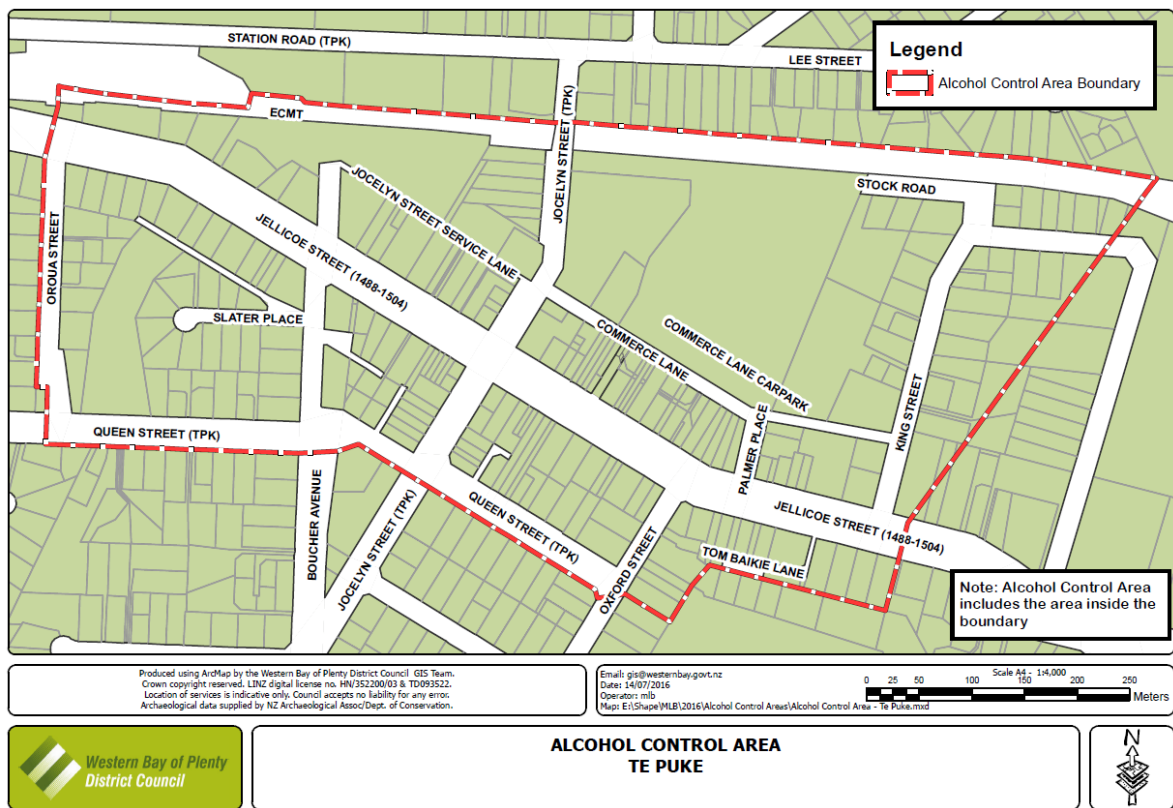 STATION ROAD (TPK)
LEE STREET
Legend
Alcohol Control Area Boundary
ECMT
JOCELYN STREET (TPK)
STOCK ROAD
JOCELYN STREET SERVICE LANE
JELLICOE STREET (1488-1504)
OROUA STREET
SLATER PLACE
COMMERCE LANE
COMMERCE LANE CARPARK
KING STREET
PALMER PLACE
QUEEN STREET (TPK)
BOUCHER AVENUE
JOCELYN STREET (TPK)
QUEEN STREET (TPK)
OXFORD STREET
JELLICOE STREET (1488-1504)
TOM BAIKIE LANE
Note: Alcohol Control Area
includes the area inside the
boundary
Produced using ArcMap by the Western Bay of Plenty District Council GIS Team.
Crown copyright reserved. LINZ digital license no. HN/352200/03 & TD093522.
Location of services is indicative only. Council accepts no liability for any error.
Archaeological data supplied by NZ Archaeological Assoc/Dept. of Conservation.
Email: gis@westernbay.govt.nz
Date: 14/07/2016
Operator: mlb
Map: E:\Shape\MLB\2016\Alcohol Control Areas\Alcohol Control Area - Te Puke.mxd
Scale A4 - 1:4,000
0 25 50 100 150 200 250
Meters
Western Bay of Plenty
District Council
ALCOHOL CONTROL AREA
TE PUKE
N